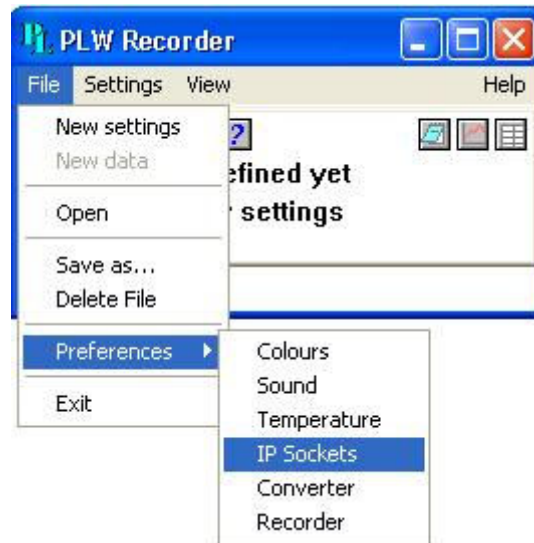 PLW Recorder
File Settings View Help
New settings
New data
?
efined yet
settings
Open
Save as...
Delete File
Preferences
Exit
Colours
Sound
Temperature
IP Sockets
Converter
Recorder